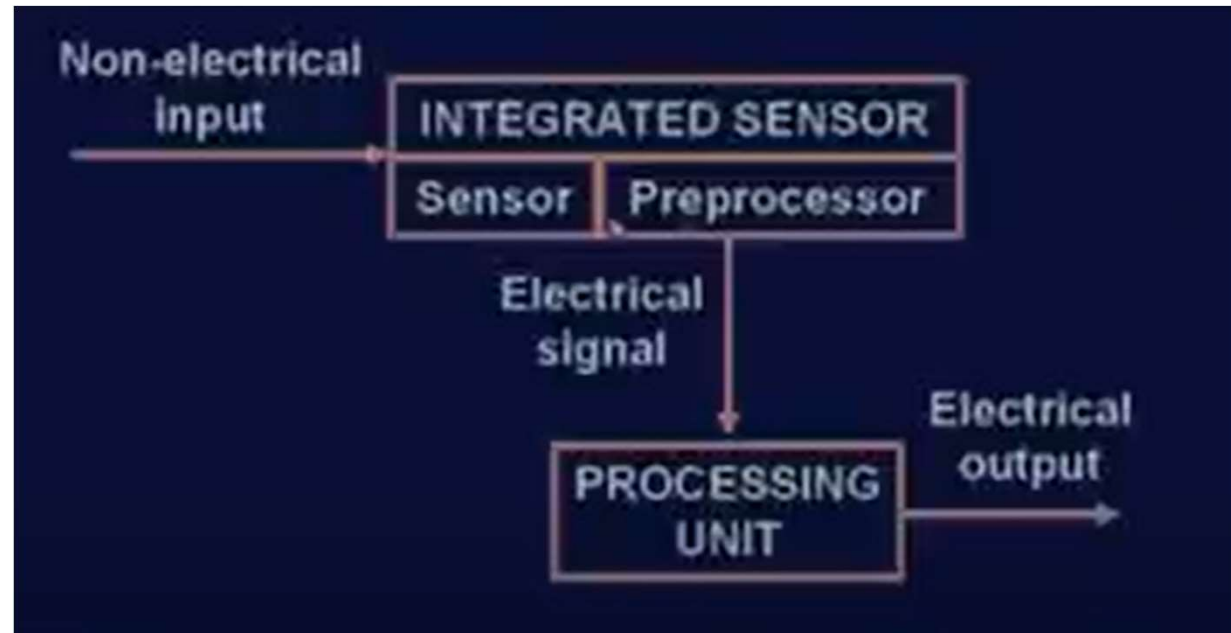 Non-electrical
input
INTEGRATED SENSOR
Sensor
Preprocessor
Electrical
signal
Electrical
output
PROCESSING
UNIT